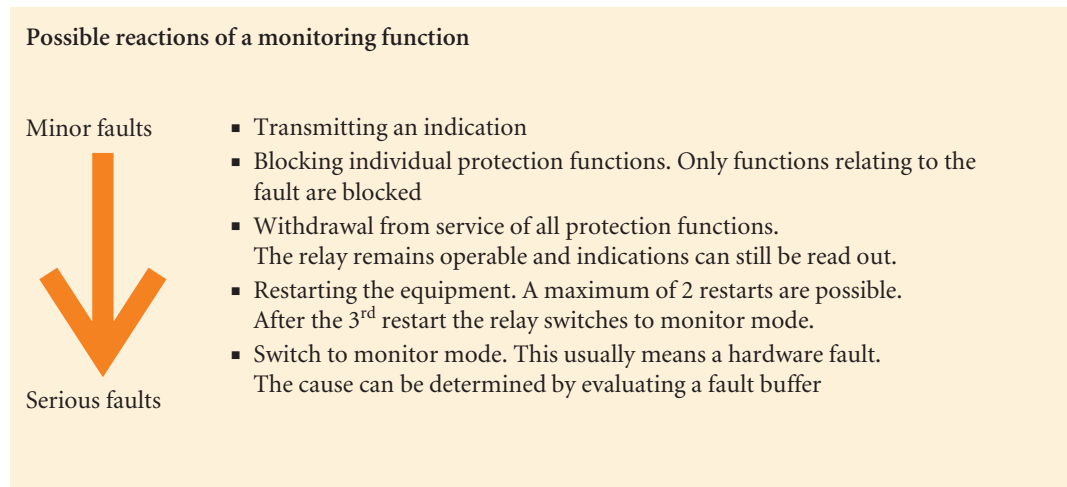 Possible reactions of a monitoring function
Minor faults
▪ Transmitting an indication
▪ Blocking individual protection functions. Only functions relating to the
fault are blocked
▪ Withdrawal from service of all protection functions.
The relay remains operable and indications can still be read out.
▪ Restarting the equipment. A maximum of 2 restarts are possible.
After the 3rd restart the relay switches to monitor mode.
▪ Switch to monitor mode. This usually means a hardware fault.
The cause can be determined by evaluating a fault buffer
Serious faults